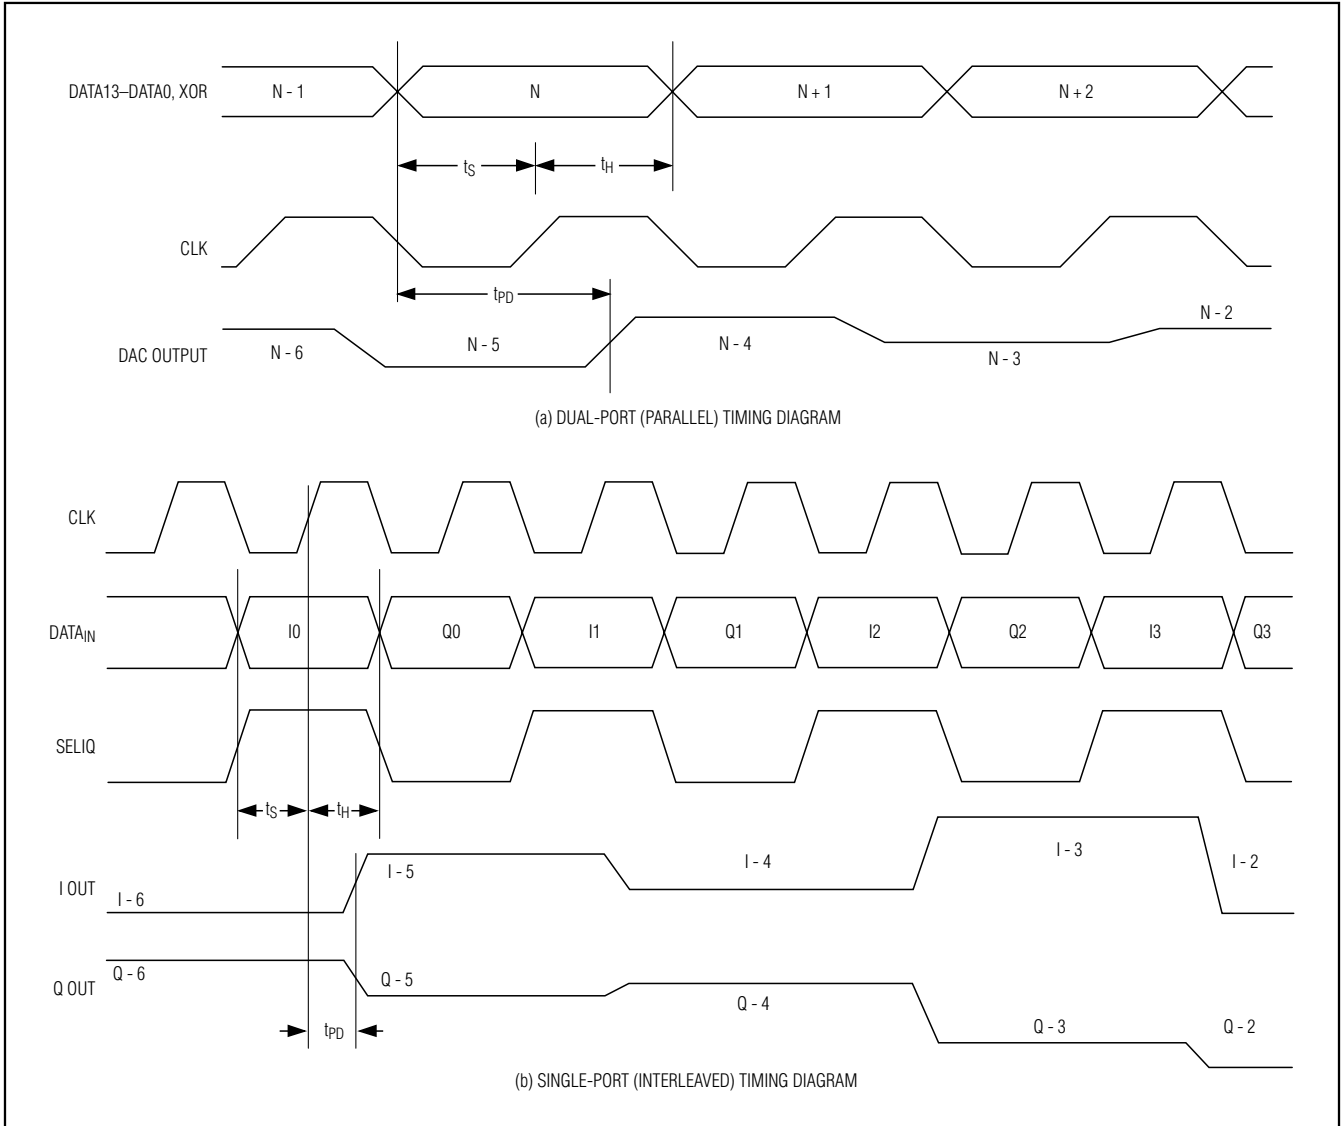 DATA13–DATA0, XOR N - 1 N N + 1 N + 2
tS tH
CLK
tPD
DAC OUTPUT N - 6 N - 5 N - 4 N - 3 N - 2
(a) DUAL-PORT (PARALLEL) TIMING DIAGRAM
CLK
DATAIN I0 Q0 I1 Q1 I2 Q2 I3 Q3
SELIQ
tS tH
I OUT I - 6 I - 5 I - 4 I - 3 I - 2
Q OUT Q - 6 Q - 5 Q - 4 Q - 3 Q - 2
tPD
(b) SINGLE-PORT (INTERLEAVED) TIMING DIAGRAM